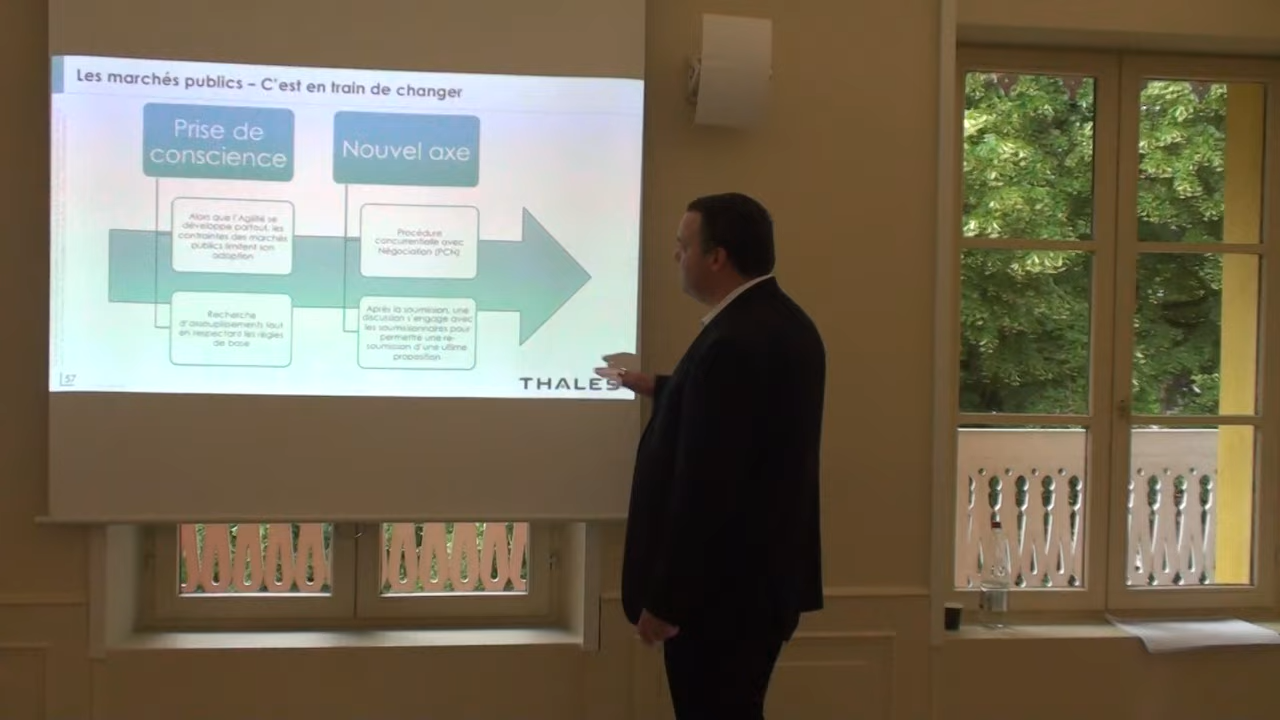 Les marchés publics – C'est en train de changer
Prise de
conscience
Nouvel axe
Alors que l'Agilité se
développe partout, les
contraintes des marchés
publics limitent son
adoption
Procédure
concurrentielle avec
Négociation (PCN)
Recherche
d'assouplissements tout
en respectant les règles
de base
Après la soumission, une
discussion s'engage avec
les soumissionnaires pour
permettre une re-
soumission d'une ultime
proposition
57
THALES